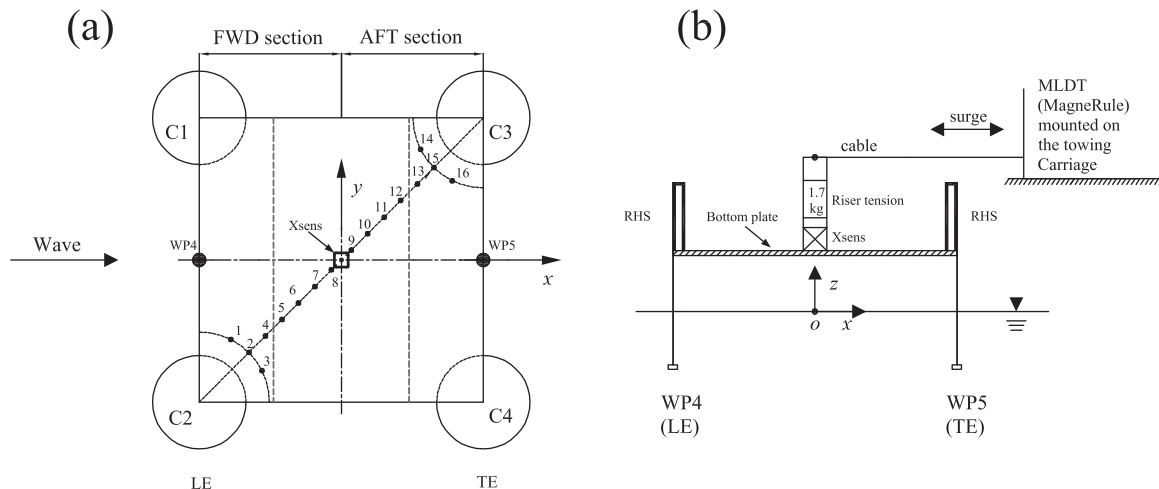 (a)
FWD section
AFT section
C1
C3
14
15
16
13
12
11
10
9
y
Xsens
WP4
WP5
Wave
x
8
7
6
5
4
1
2
3
C2
C4
LE
TE
(b)
MLDT
(MagneRule)
mounted on
the towing
Carriage
surge
cable
1.7
kg
Riser tension
RHS
RHS
Bottom plate
Xsens
z
o
x
WP4
(LE)
WP5
(TE)